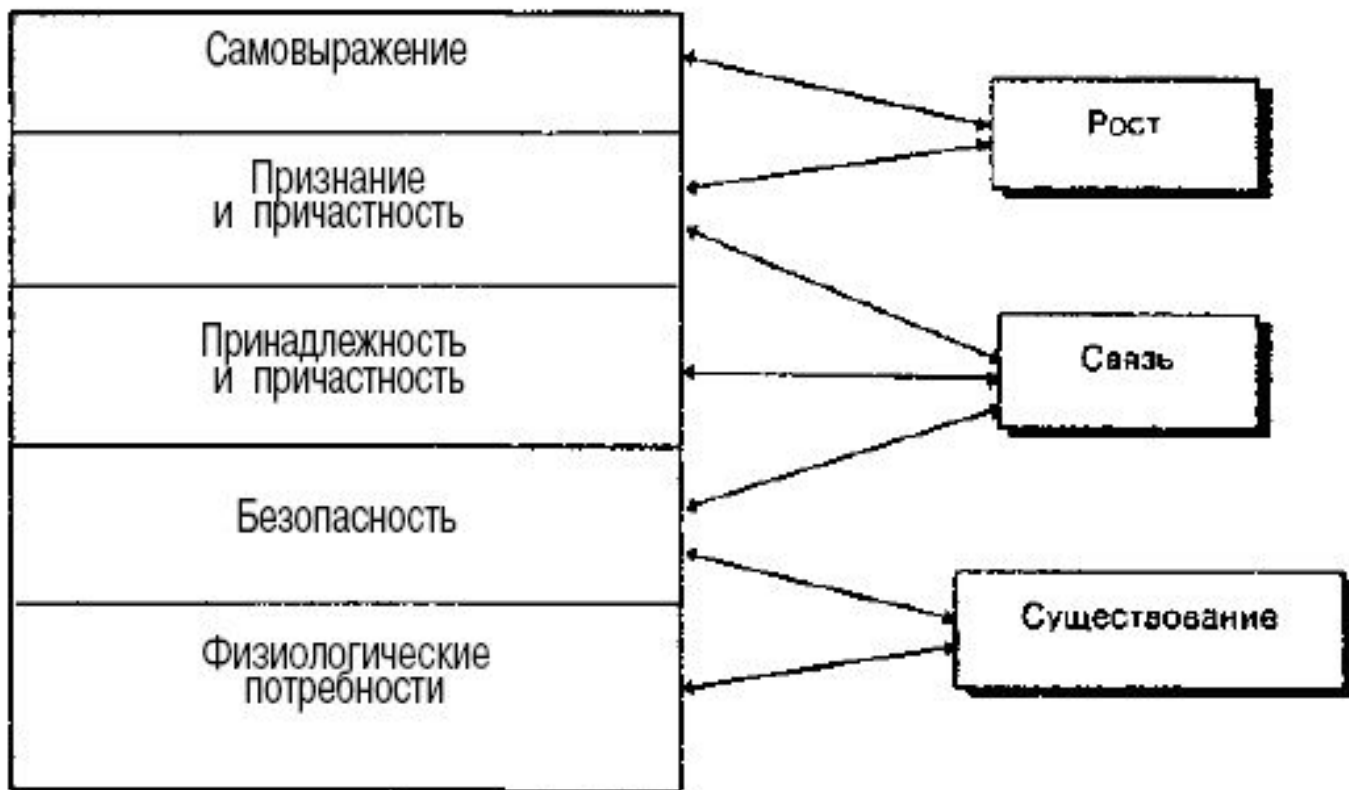 Самовыражение
Признание
и причастность
Принадлежность
и причастность
Безопасность
Физиологические
потребности
Рост
Связь
Существование